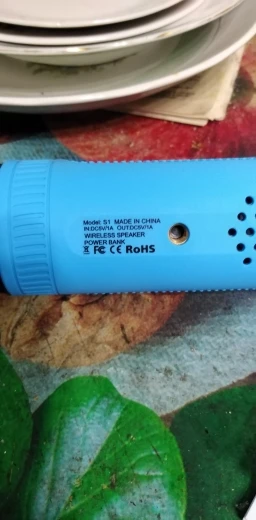 Model: S1 MADE IN CHINA
IN:DC5V/1A OUT:DC5V/1A
WIRELESS SPEAKER
POWER BANK
FC CE RoHS